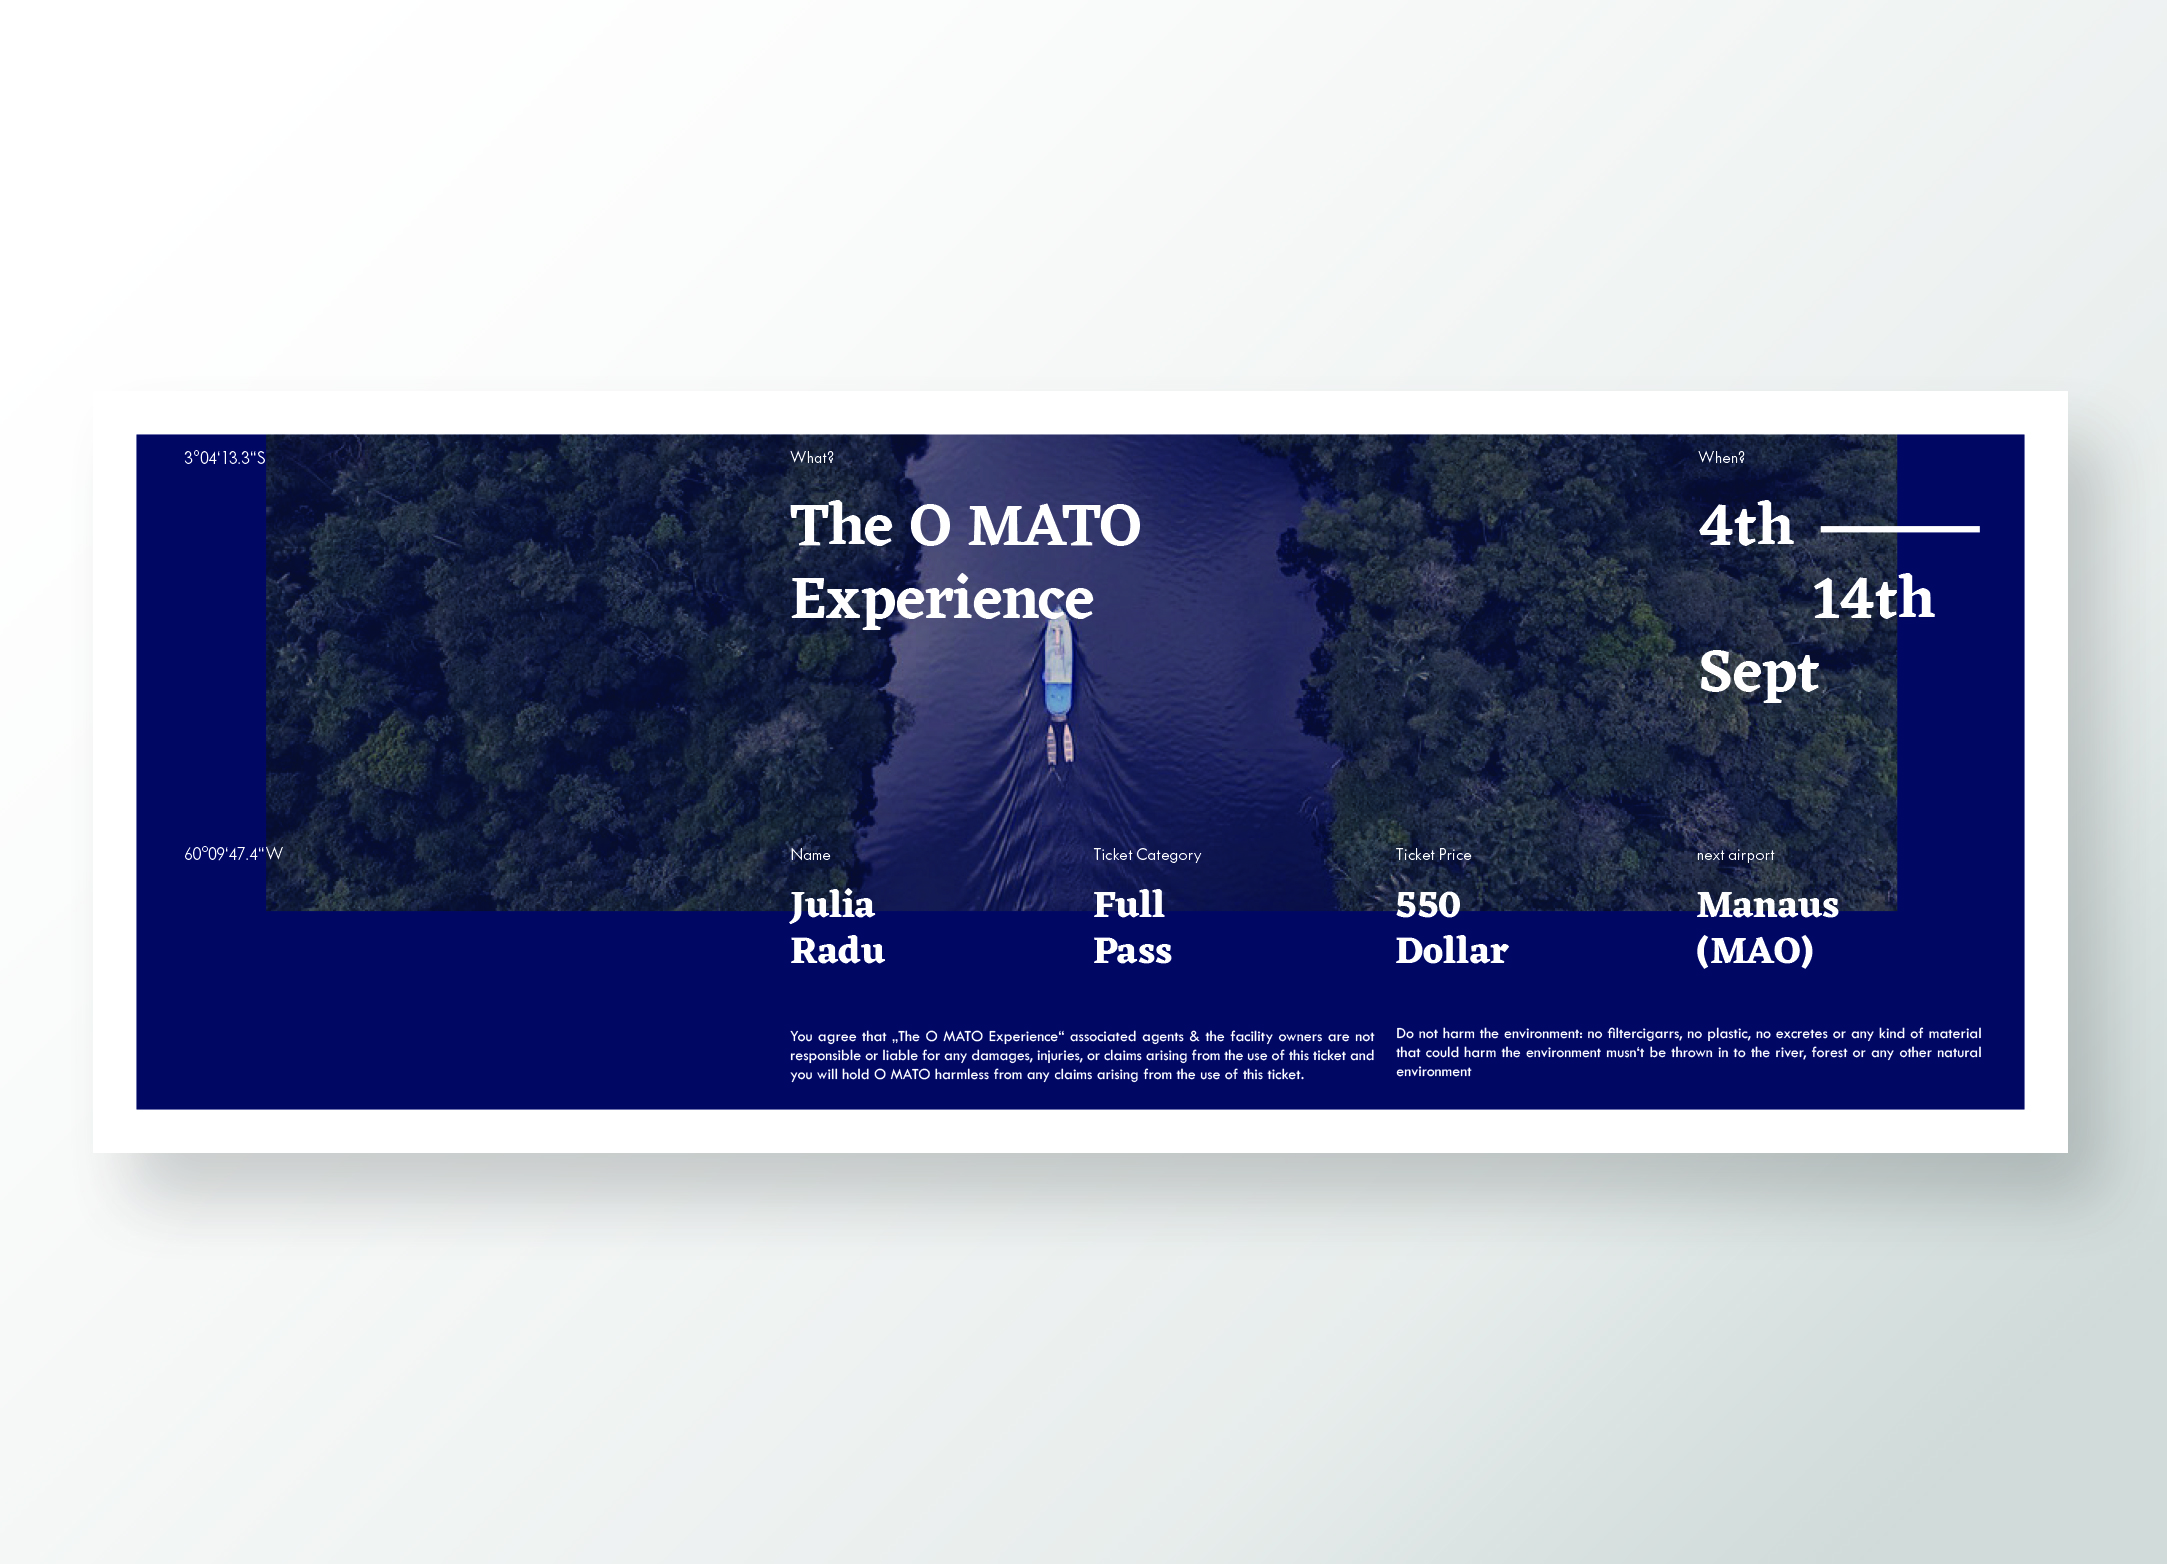 3°04‘13.3“S
What?
The O MATO
Experience
When?
4th
14th
Sept
60°09‘47.4“W
Name
Julia
Radu
Ticket Category
Full
Pass
Ticket Price
550
Dollar
next airport
Manaus
(MAO)
You agree that „The O MATO Experience“ associated agents & the facility owners are not
responsible or liable for any damages, injuries, or claims arising from the use of this ticket and
you will hold O MATO harmless from any claims arising from the use of this ticket.
Do not harm the environment: no filtercigarrs, no plastic, no excretes or any kind of material
that could harm the environment musn‘t be thrown in to the river, forest or any other natural
environment